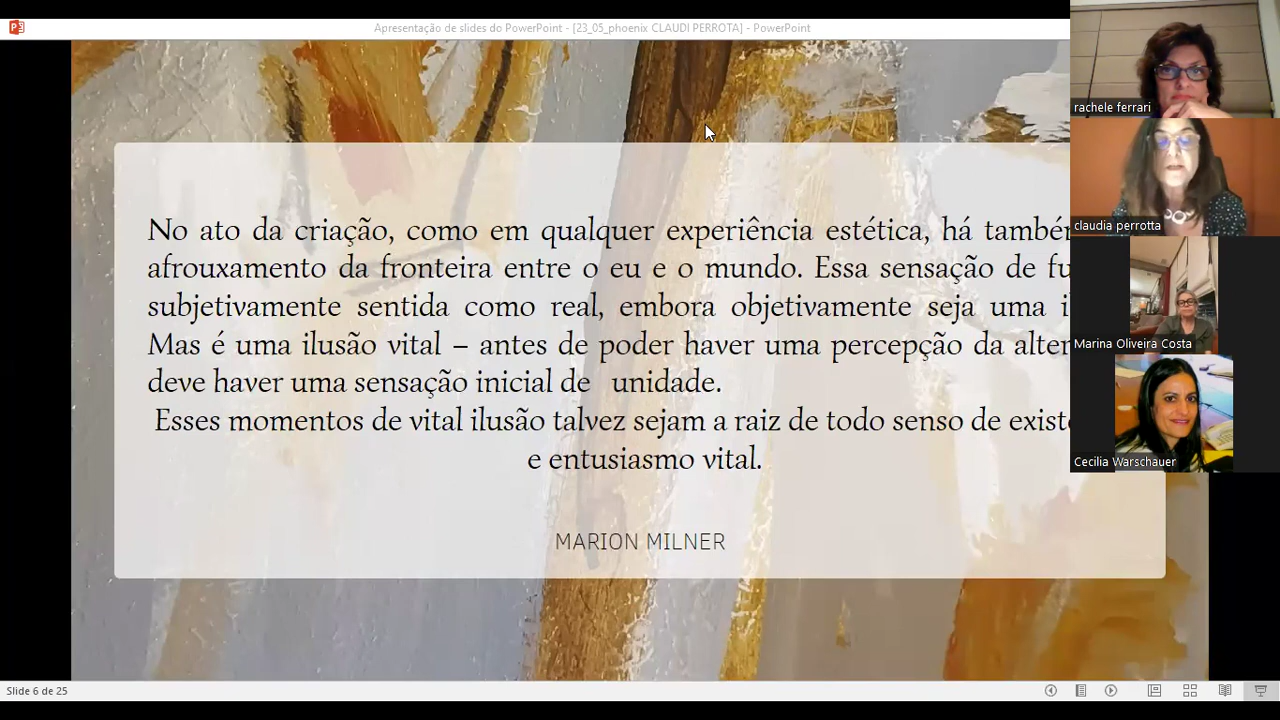 Apresentação de slides do PowerPoint - [23_05_phoenix CLAUDI PERROTA] - PowerPoint
rachele ferrari
claudia perrotta
Marina Oliveira Costa
Cecilia Warschauer
No ato da criação, como em qualquer experiência estética, há também
afrouxamento da fronteira entre o eu e o mundo. Essa sensação de
subjetivamente sentida como real, embora objetivamente seja uma
Mas é uma ilusão vital – antes de poder haver uma percepção da
deve haver uma sensação inicial de unidade.
Esses momentos de vital ilusão talvez sejam a raiz de todo senso de
e entusiasmo vital.
MARION MILNER
Slide 6 de 25